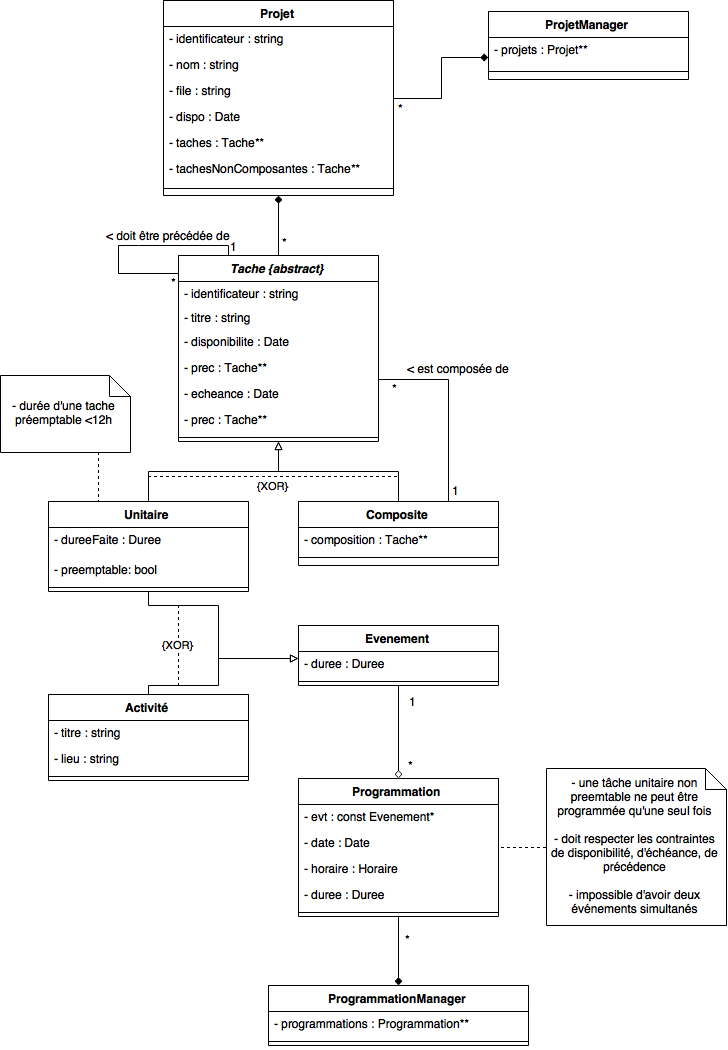 Projet
- identificateur : string
- nom : string
- file : string
- dispo : Date
- taches : Tache**
- tachesNonComposantes : Tache**
ProjetManager
- projets : Projet**
*
*
< doit être précédée de
1
*
Tache {abstract}
- identificateur : string
- titre : string
- disponibilite : Date
- prec : Tache**
- echeance : Date
- prec : Tache**
< est composée de
*
1
- durée d'une tache
préemptable <12h
{XOR}
Unitaire
- dureeFaite : Duree
- preemptable: bool
Composite
- composition : Tache**
{XOR}
Evenement
- duree : Duree
1
*
Activité
- titre : string
- lieu : string
Programmation
- evt : const Evenement*
- date : Date
- horaire : Horaire
- duree : Duree
- une tâche unitaire non
preemtable ne peut être
programmée qu'une seul fois
- doit respecter les contraintes
de disponibilité, d'échéance, de
précédence
- impossible d'avoir deux
événements simultanés
*
ProgrammationManager
- programmations : Programmation**